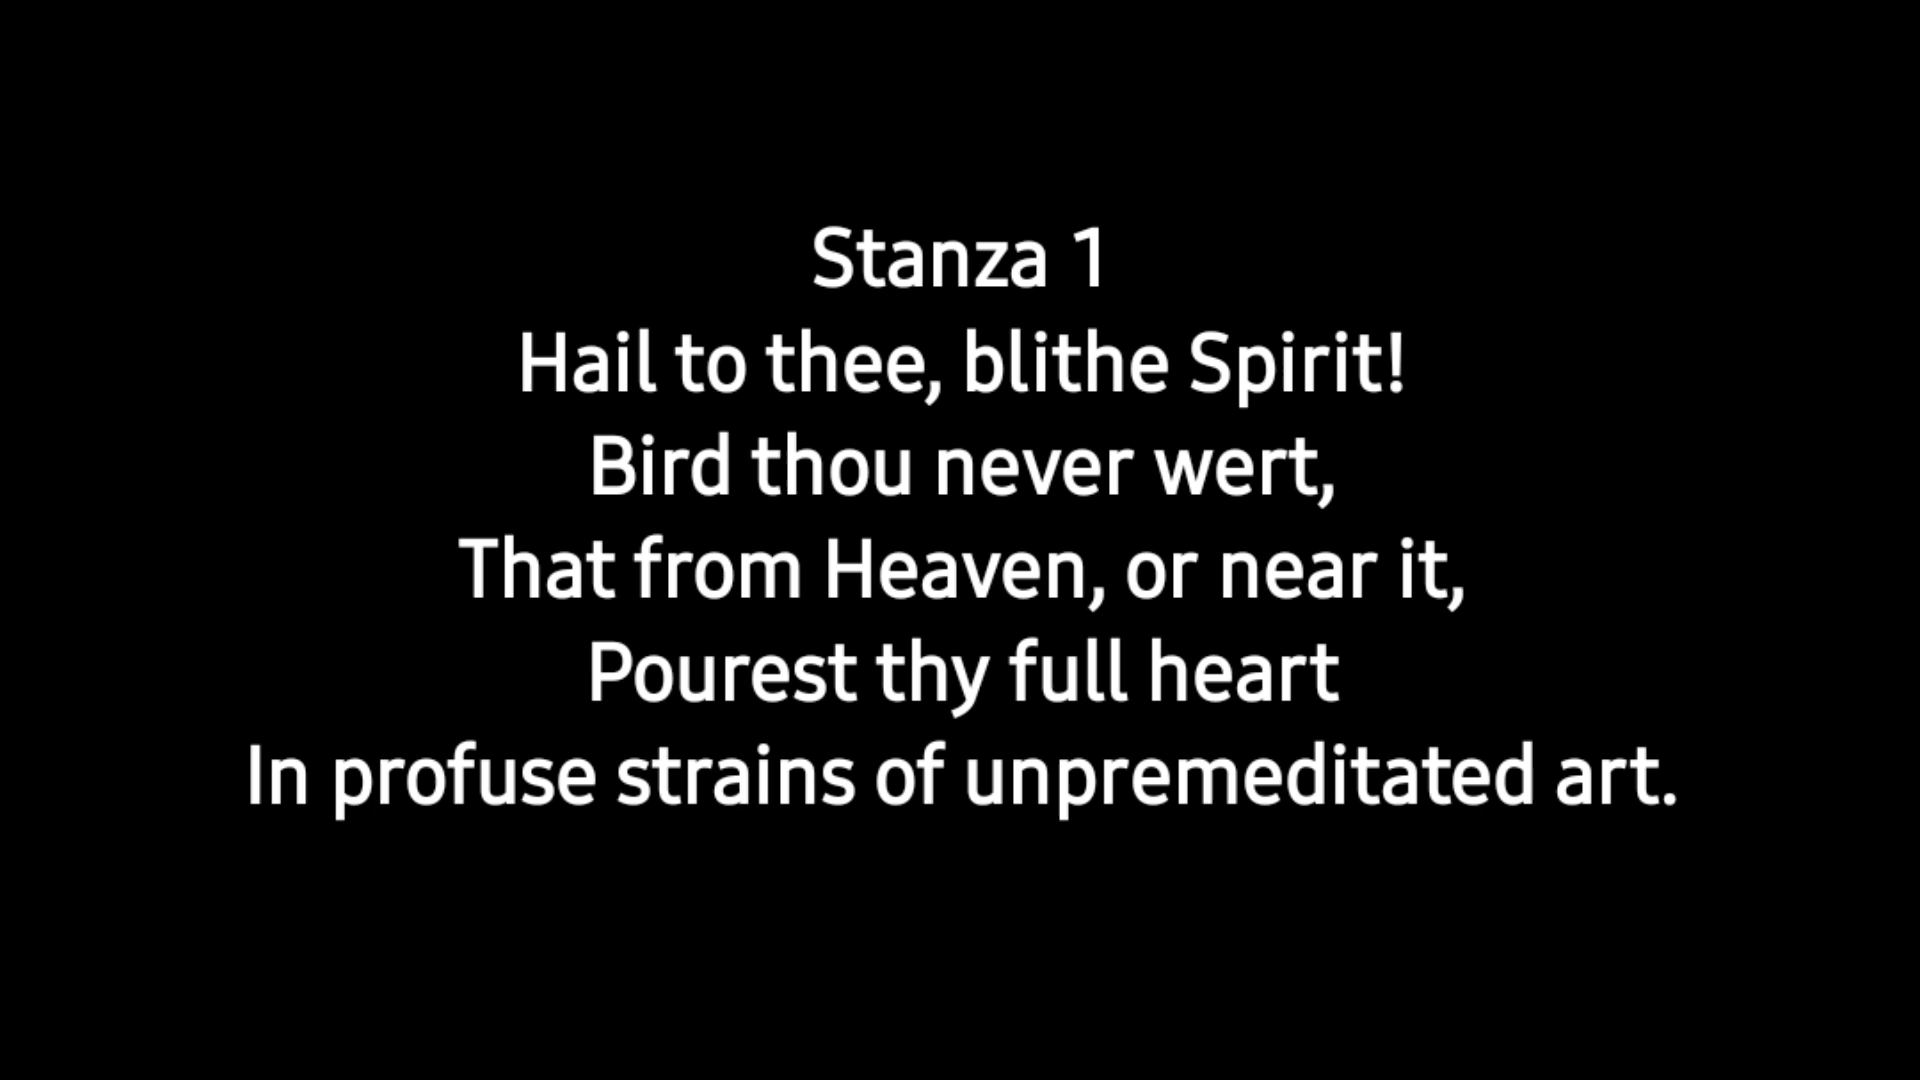 Stanza 1
Hail to thee, blithe Spirit!
Bird thou never wert,
That from Heaven, or near it,
Pourest thy full heart
In profuse strains of unpremeditated art.